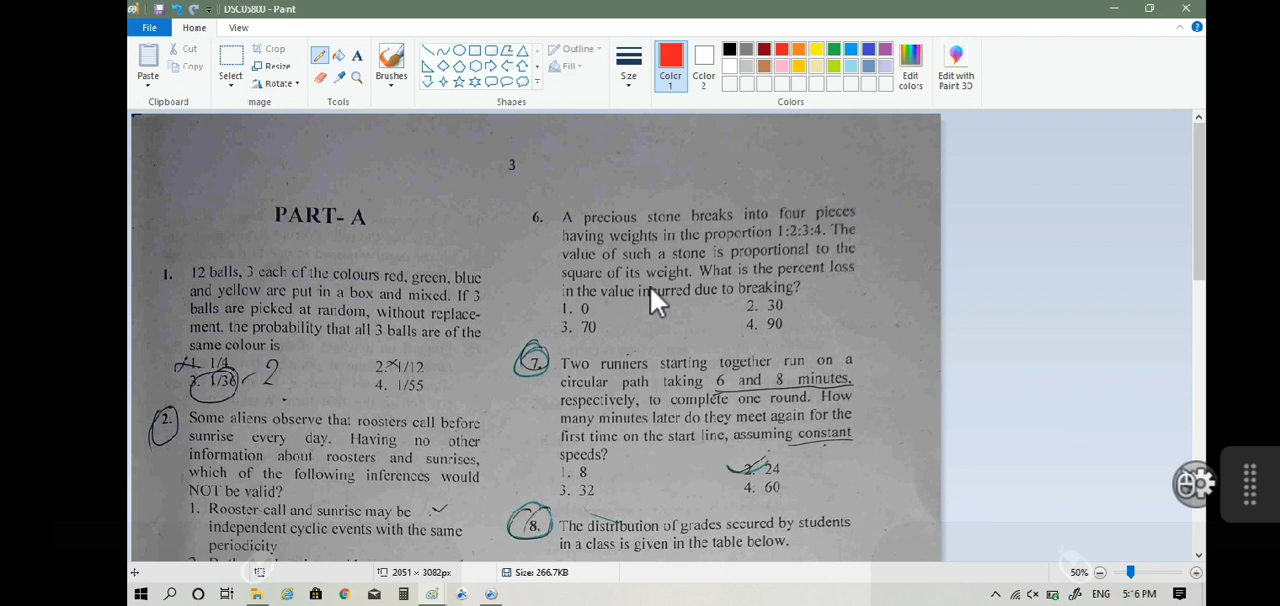 DSC05800 - Paint
File
Home
View
Paste
Cut
Copy
Clipboard
Select
Crop
Resize
Rotate
mage
Tools
Brushes
Shapes
Outline
Fill
Size
Color
1
Color
2
Colors
Edit
colors
Edit with
Paint 3D
3
PART- A
1. 12 balls, 3 each of the colours red, green, blue
and yellow are put in a box and mixed. If 3
balls are picked at random, without replace-
ment, the probability that all 3 balls are of the
same colour is
1. 1/4 2. 1/12
3. 1/36 2 4. 1/55
2. Some aliens observe that roosters call before
sunrise every day. Having no other
information about roosters and sunrises,
which of the following inferences would
NOT be valid?
1. Rooster-call and sunrise may be
independent cyclic events with the same
periodicity
6. A precious stone breaks into four pieces
having weights in the proportion 1:2:3:4. The
value of such a stone is proportional to the
square of its weight. What is the percent loss
in the value incurred due to breaking?
1. 0 2. 30
3. 70 4. 90
7. Two runners starting together run on a
circular path taking 6 and 8 minutes,
respectively, to complete one round. How
many minutes later do they meet again for the
first time on the start line, assuming constant
speeds?
1. 8 2. 24
3. 32 4. 60
8. The distribution of grades secured by students
in a class is given in the table below.
2051 × 3082px
Size: 266.7KB
50%
ENG 5:16 PM